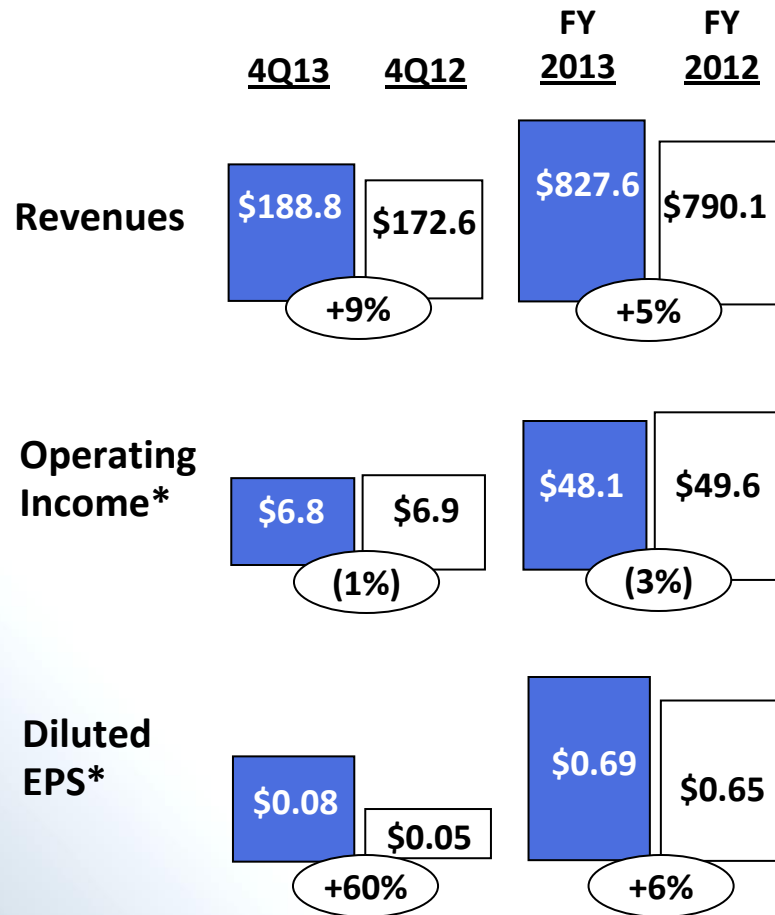 FY FY
4Q13 4Q12 2013 2012
Revenues $188.8 $172.6 $827.6 $790.1
+9% +5%
Operating
Income* $6.8 $6.9 $48.1 $49.6
(1%) (3%)
Diluted
EPS* $0.08 $0.05 $0.69 $0.65
+60% +6%